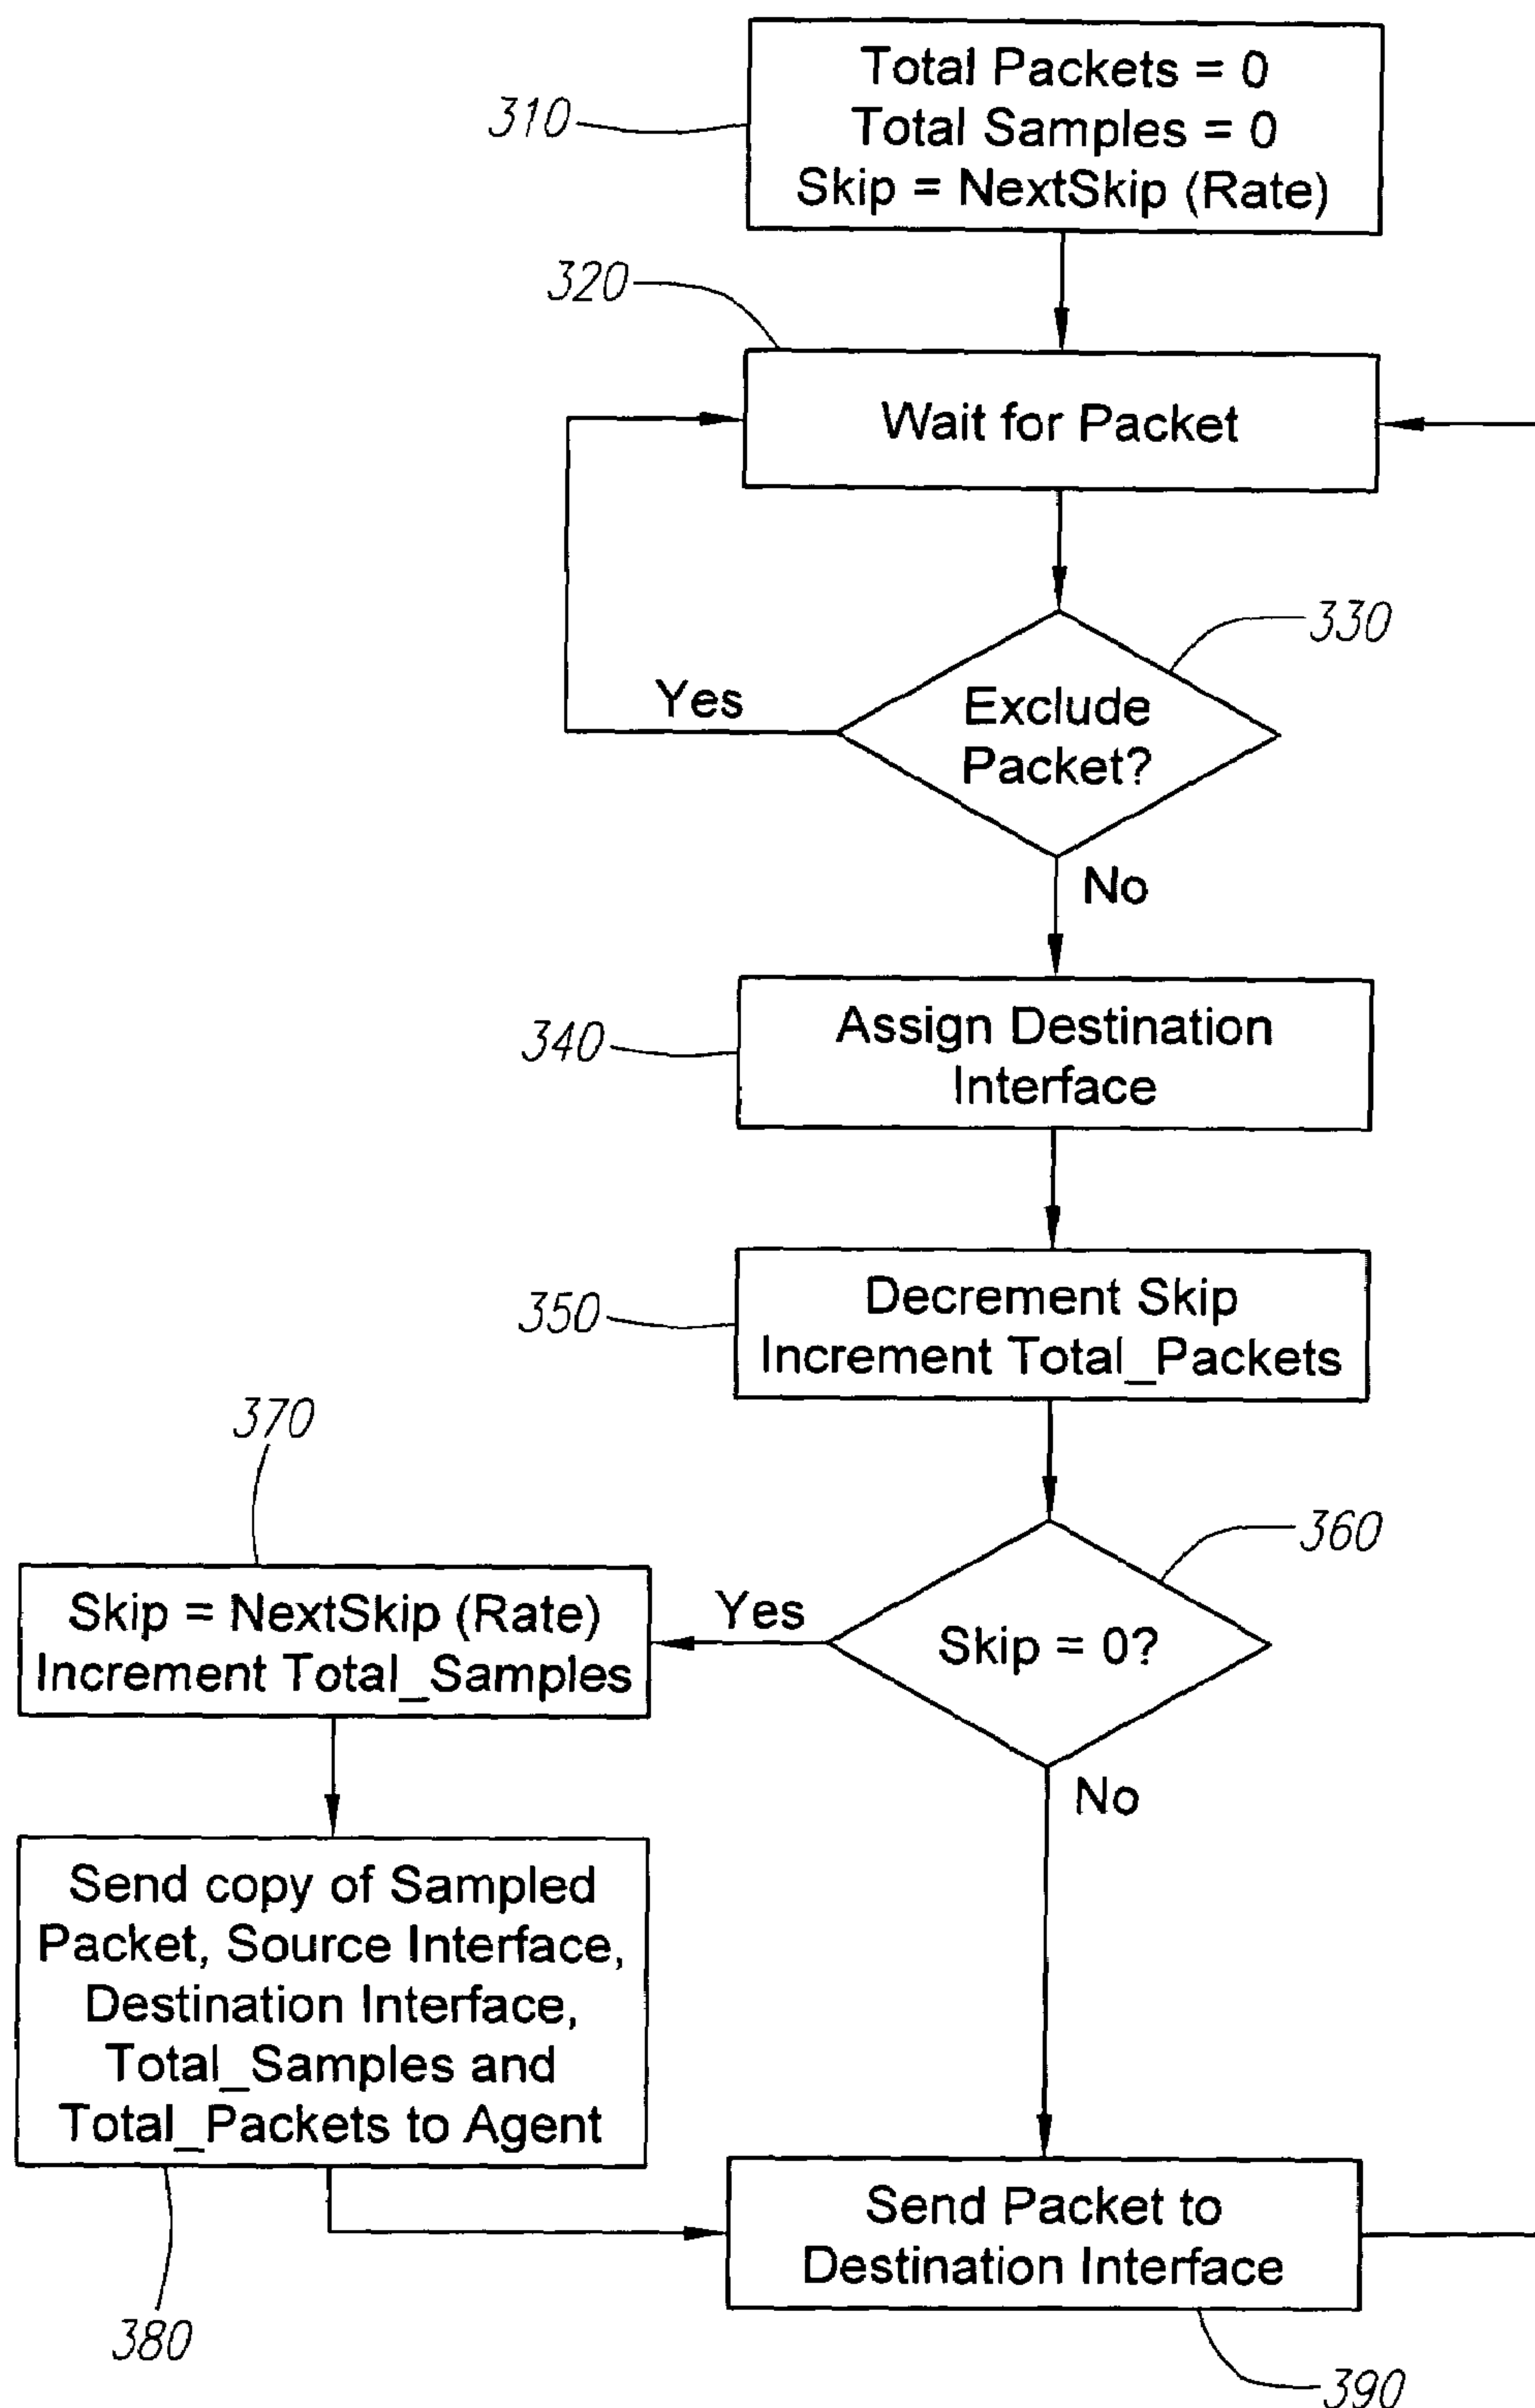 Total Packets = 0
Total Samples = 0
Skip = NextSkip (Rate)
310
320
Wait for Packet
330
Exclude
Packet?
Yes
No
340
Assign Destination
Interface
350
Decrement Skip
Increment Total_Packets
360
Skip = 0?
Yes
No
370
Skip = NextSkip (Rate)
Increment Total_Samples
Send copy of Sampled
Packet, Source Interface,
Destination Interface,
Total_Samples and
Total_Packets to Agent
380
Send Packet to
Destination Interface
390